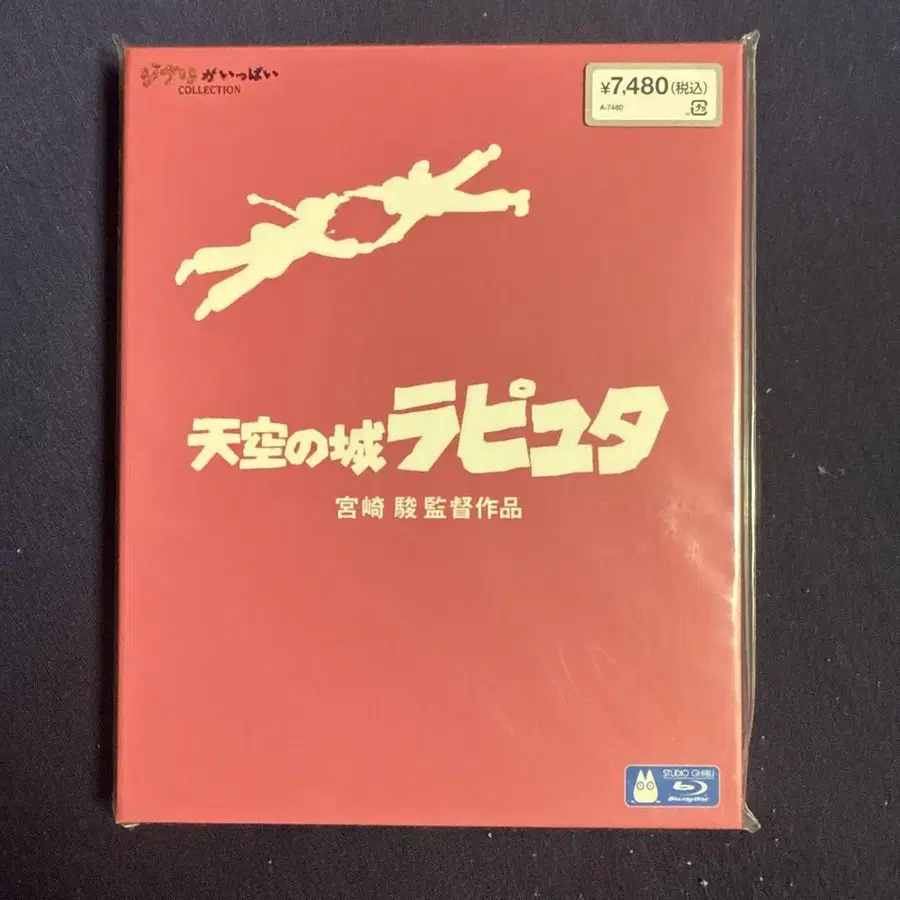 ジブリがいっぱい
COLLECTION
¥7,480(税込)
A-7480
天空の城ラピュタ
宮崎 駿 監督作品
STUDIO GHIBLI
Blu-ray Disc